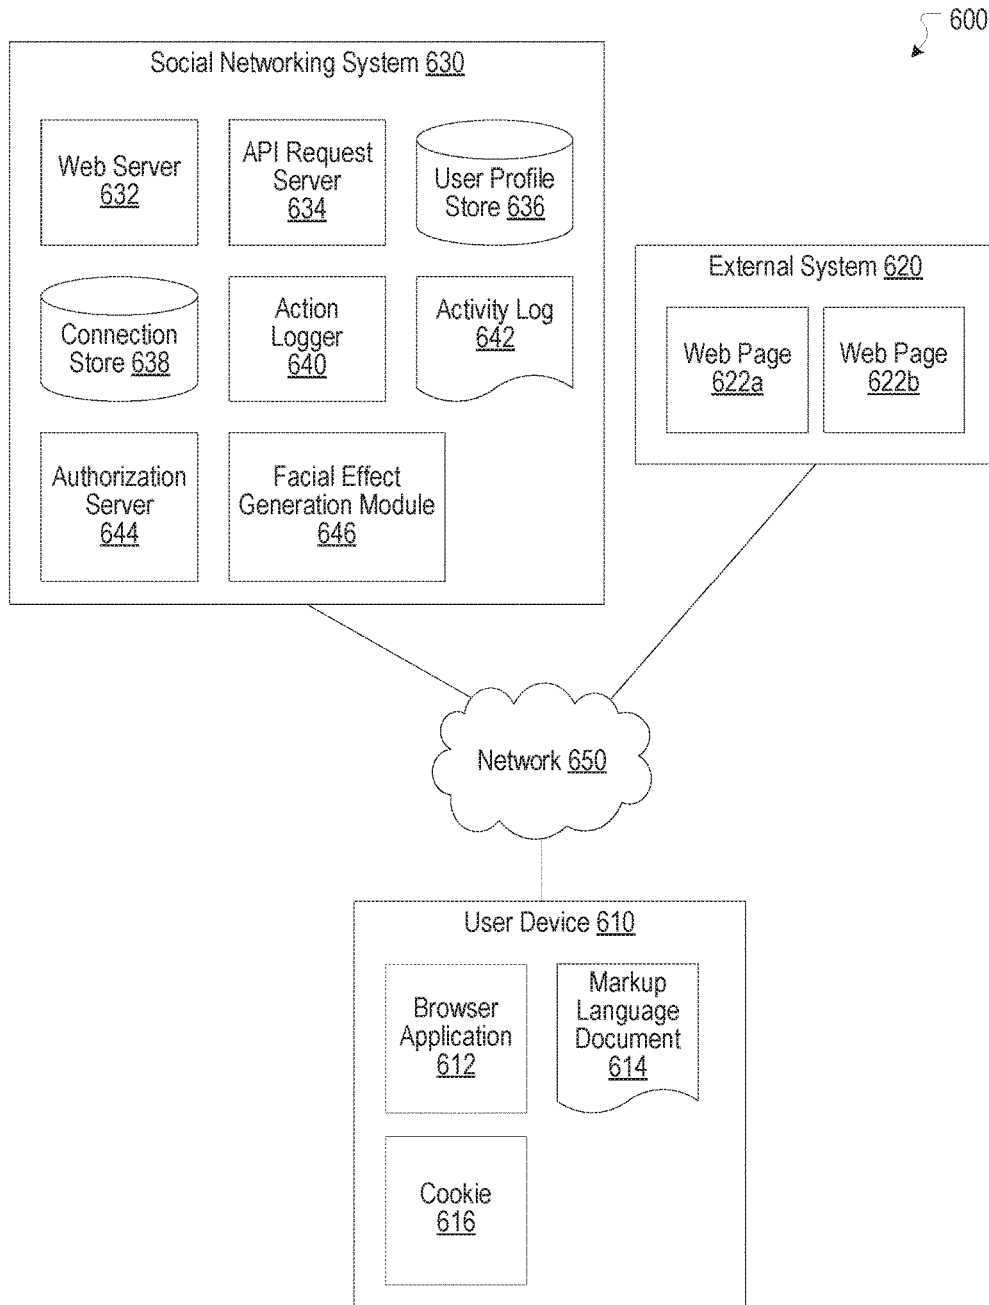 600
Social Networking System 630
Web Server
632
API Request
Server
634
User Profile
Store 636
Connection
Store 638
Action
Logger
640
Activity Log
642
Authorization
Server
644
Facial Effect
Generation Module
646
External System 620
Web Page
622a
Web Page
622b
Network 650
User Device 610
Browser
Application
612
Markup
Language
Document
614
Cookie
616